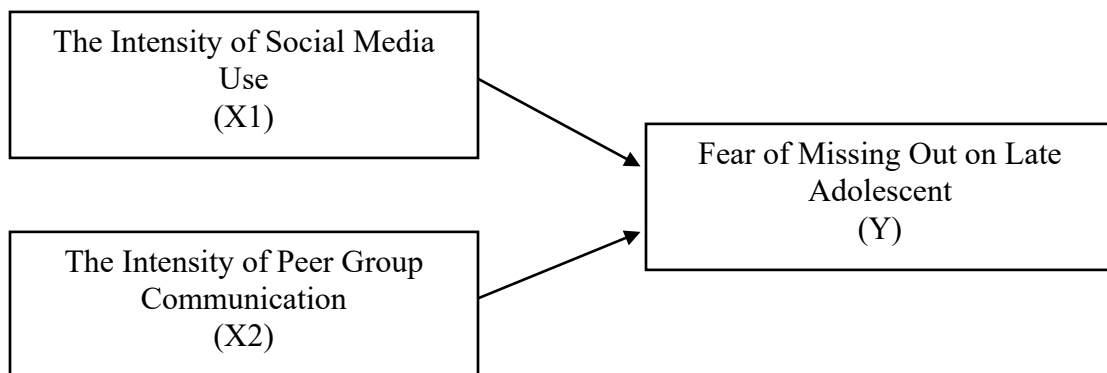 The Intensity of Social Media
Use
(X1)
Fear of Missing Out on Late
Adolescent
(Y)
The Intensity of Peer Group
Communication
(X2)